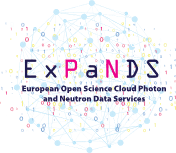 ExPaNDS
European Open Science Cloud Photon
and Neutron Data Services